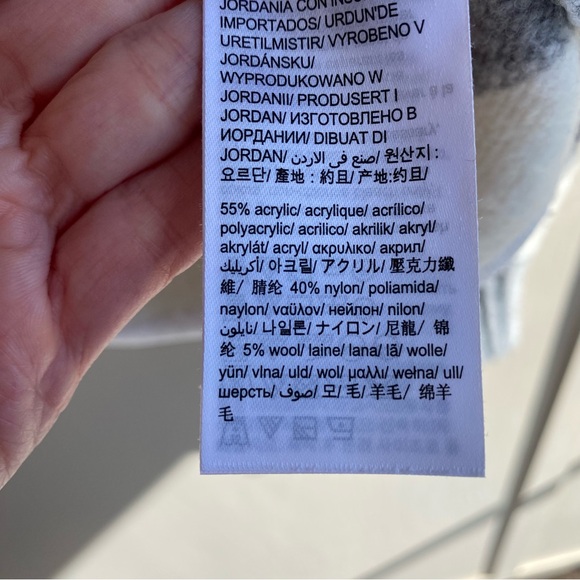 JORDANIA CON INSU
IMPORTADOS/ URDUN'DE
URETILMISTIR/ VYROBENO V
JORDÁNSKU/
WYPRODUKOWANO W
JORDANII/ PRODUSERT I
JORDAN/ ИЗГОТОВЛЕНО В
ИОРДАНИИ/ DIBUAT DI
JORDAN/ صنع في الاردن/ 원산지 :
요르단/ 產地 : 約旦/ 产地:约旦/
55% acrylic/ acrylique/ acrílico/
polyacrylic/ acrilico/ akrilik/ akryl/
akrylát/ acryl/ ακρυλικο/ акрил/
أكريليك/ 아크릴/ アクリル/ 壓克力纖
維/ 腈纶 40% nylon/ poliamida/
naylon/ ναϋλον/ нейлон/ nilon/
نايلون/ 나일론/ ナイロン/ 尼龍/ 锦
纶 5% wool/ laine/ lana/ lã/ wolle/
yün/ vlna/ uld/ wol/ μαλλι/ wełna/ ull/
шерсть/ صوف/ 모/ 毛/ 羊毛/ 绵羊
毛